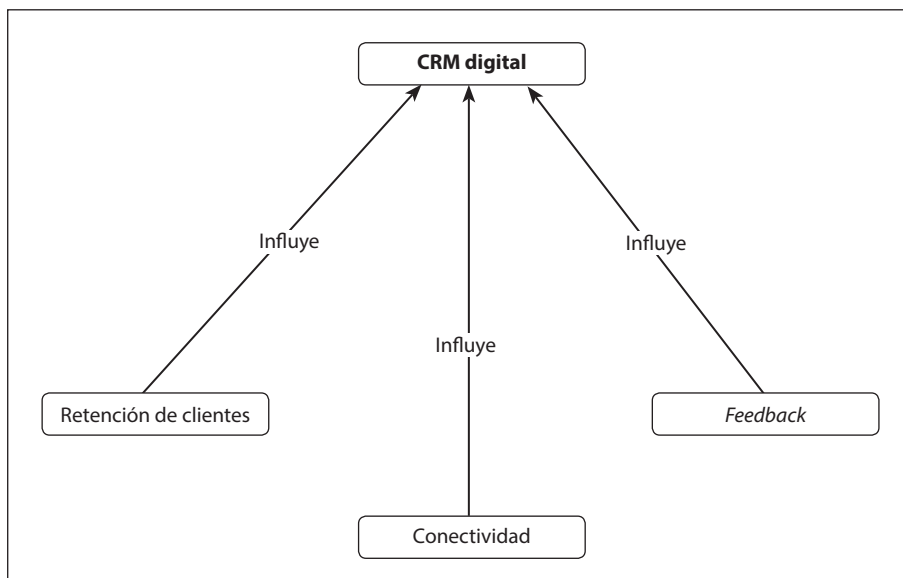 CRM digital
Influye
Influye
Influye
Retención de clientes
Feedback
Conectividad